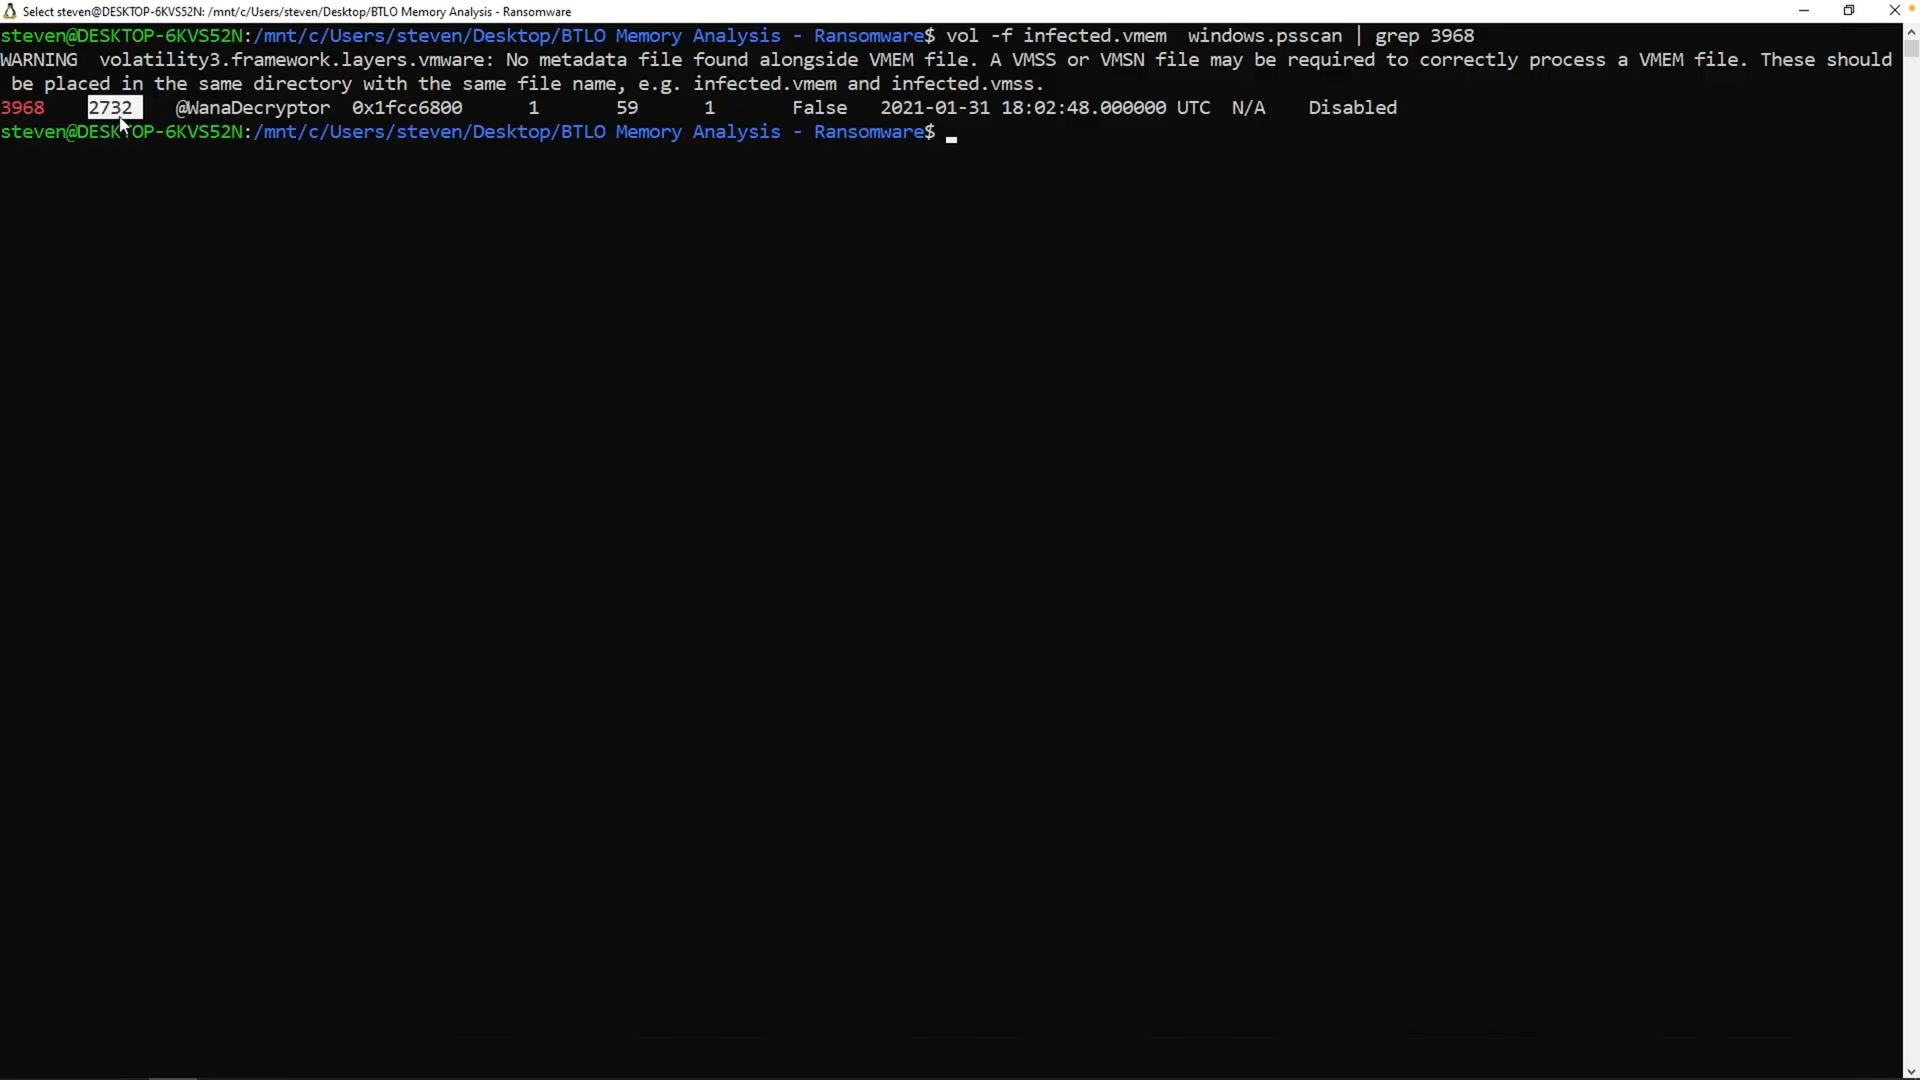 Select steven@DESKTOP-6KVS52N: /mnt/c/Users/steven/Desktop/BTLO Memory Analysis - Ransomware
steven@DESKTOP-6KVS52N:/mnt/c/Users/steven/Desktop/BTLO Memory Analysis - Ransomware$ vol -f infected.vmem  windows.psscan | grep 3968
WARNING  volatility3.framework.layers.vmware: No metadata file found alongside VMEM file. A VMSS or VMSN file may be required to correctly process a VMEM file. These should
be placed in the same directory with the same file name, e.g. infected.vmem and infected.vmss.
3968    2732    @WanaDecryptor  0x1fcc6800      1       59      1       False   2021-01-31 18:02:48.000000 UTC  N/A    Disabled
steven@DESKTOP-6KVS52N:/mnt/c/Users/steven/Desktop/BTLO Memory Analysis - Ransomware$